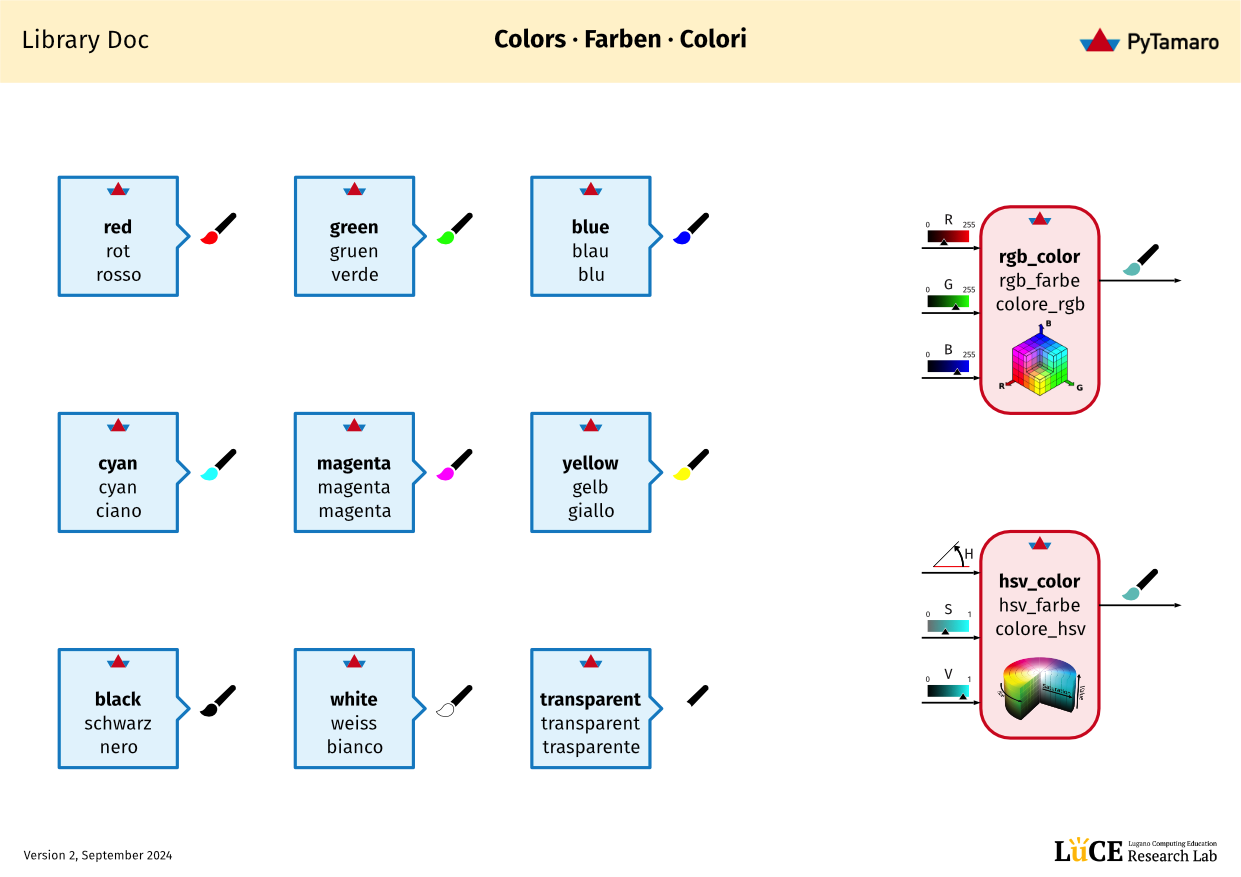 Library Doc
Colors · Farben · Colori
PyTamaro
red
rot
rosso
green
gruen
verde
blue
blau
blu
R
0 255
G
0 255
B
0 255
rgb_color
rgb_farbe
colore_rgb
B
R
G
cyan
cyan
ciano
magenta
magenta
magenta
yellow
gelb
giallo
H
S
0 1
V
0 1
hsv_color
hsv_farbe
colore_hsv
Hue
Saturation
Value
black
schwarz
nero
white
weiss
bianco
transparent
transparent
trasparente
Version 2, September 2024
LuCE
Lugano Computing Education
Research Lab